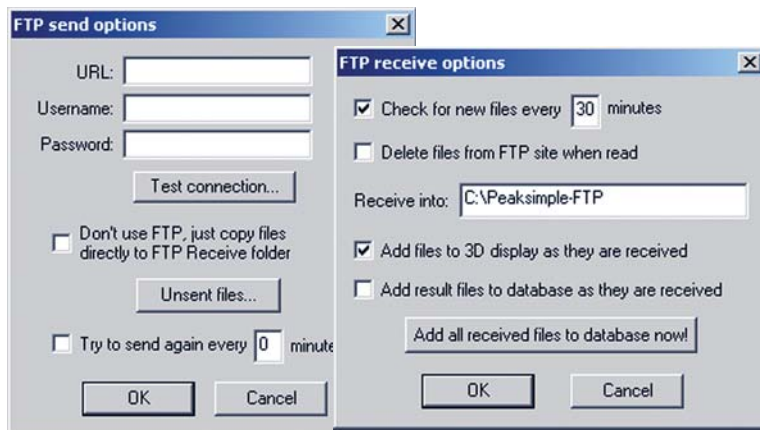 FTP send options
URL:
Username:
Password:
Test connection...
Don't use FTP, just copy files
directly to FTP Receive folder
Unsent files...
Try to send again every 0 minute
OK Cancel
FTP receive options
Check for new files every 30 minutes
Delete files from FTP site when read
Receive into: C:\Peaksimple-FTP
Add files to 3D display as they are received
Add result files to database as they are received
Add all received files to database now!
OK Cancel